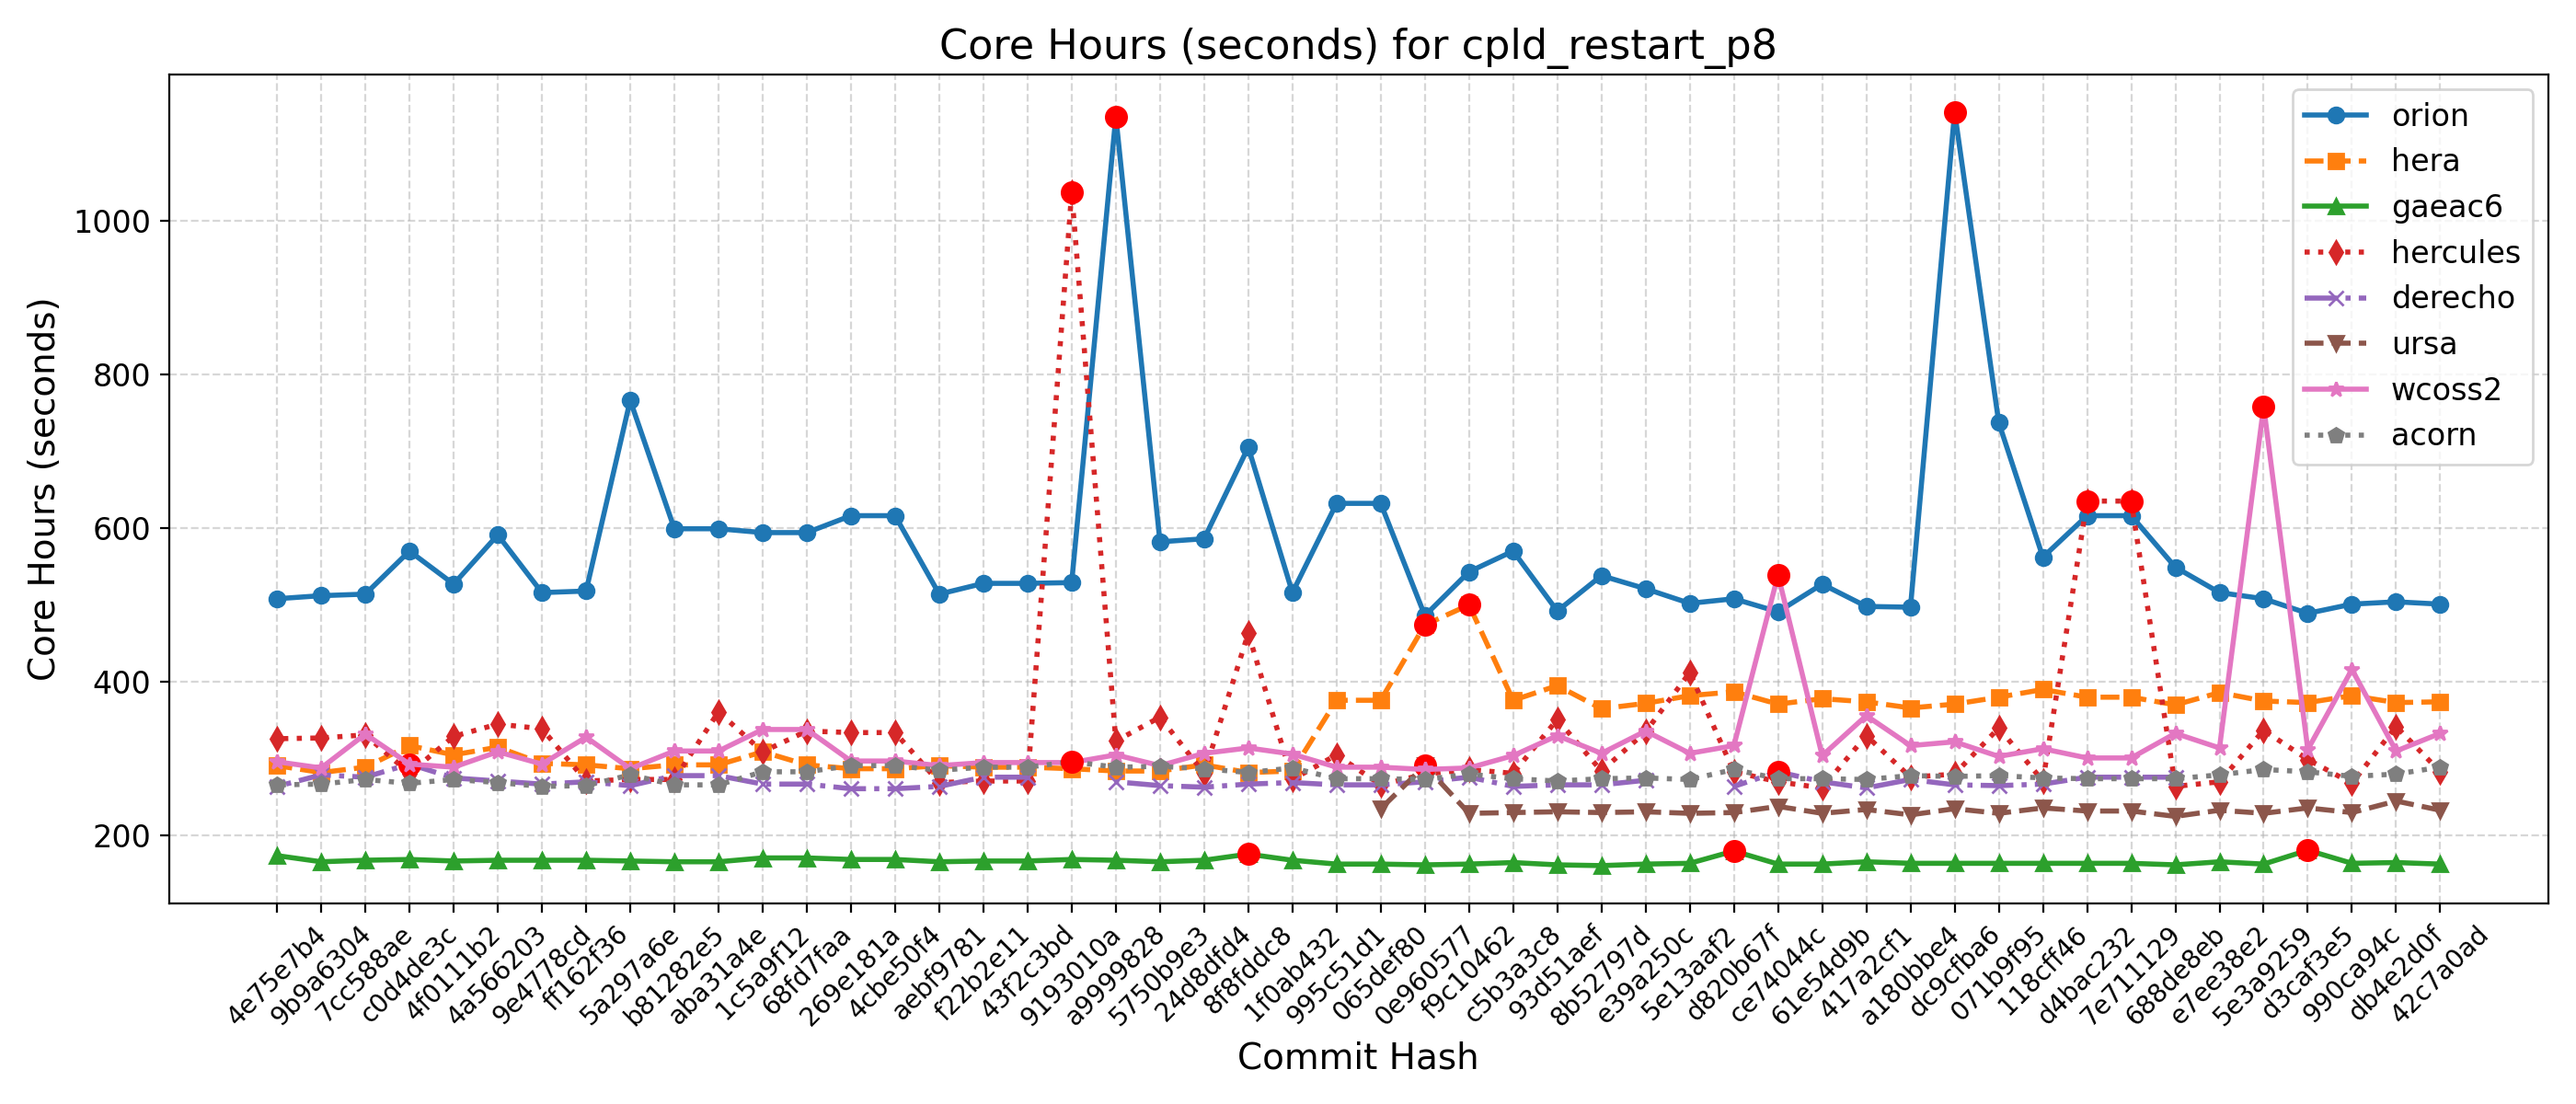 Core Hours (seconds) for cpld_restart_p8
Core Hours (seconds)
1000
800
600
400
200
orion
hera
gaeac6
hercules
derecho
ursa
wcoss2
acorn
4e75e7b4
9b9a6304
7cc588ae
c0d4de3c
4f0111b2
4a566203
9e4778cd
ff162f36
5a297a6e
b81282e5
aba31a4e
1c5a9f12
68fd7faa
269e181a
4cbe50f4
aebf9781
f22b2e11
43f2c3bd
9193010a
a9999828
5750b9e3
24d8dfd4
8f8fddc8
1f0ab432
995c51d1
065def80
0e960577
f9c10462
c5b3a3c8
93d51aef
8b52797d
e39a250c
5e13aaf2
d820b67f
ce74044c
61e54d9b
417a2cf1
a180bbe4
dc9cfba6
071b9f95
118cff46
d4bac232
7e711129
688de8eb
e7ee38e2
5e3a9259
d3caf3e5
990ca94c
db4e2d0f
42c7a0ad
Commit Hash